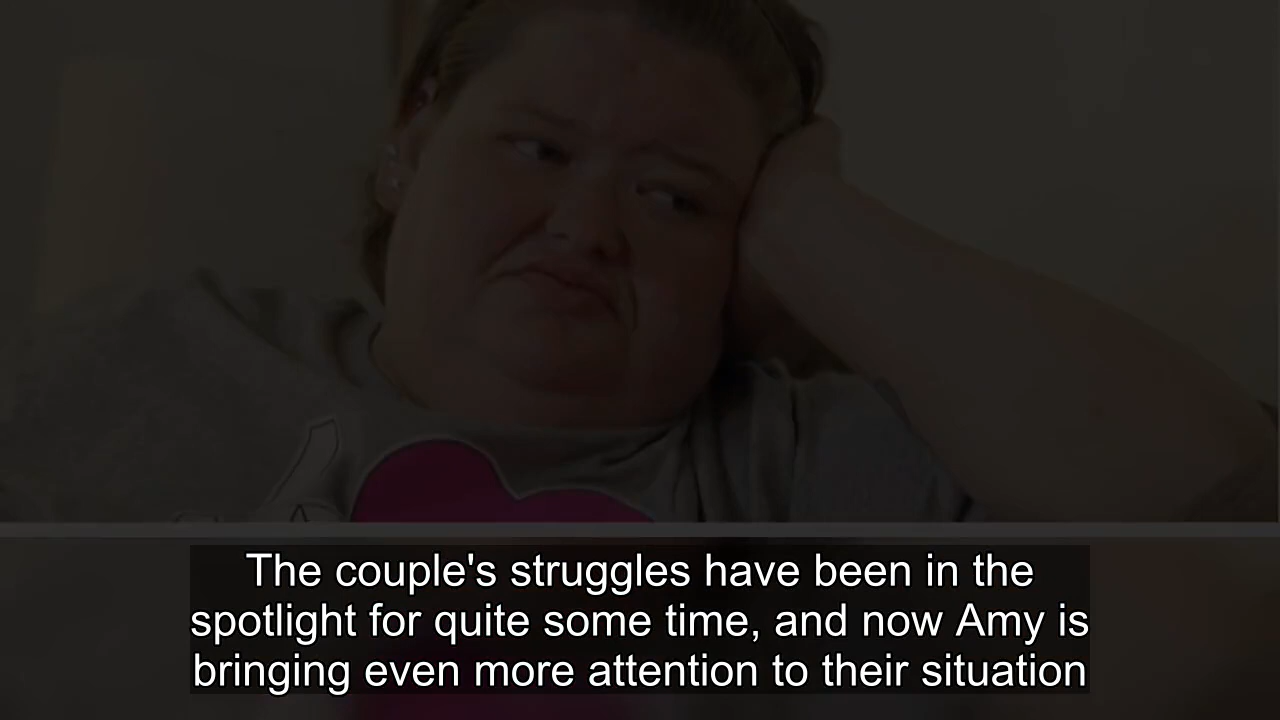 The couple's struggles have been in the
spotlight for quite some time, and now Amy is
bringing even more attention to their situation